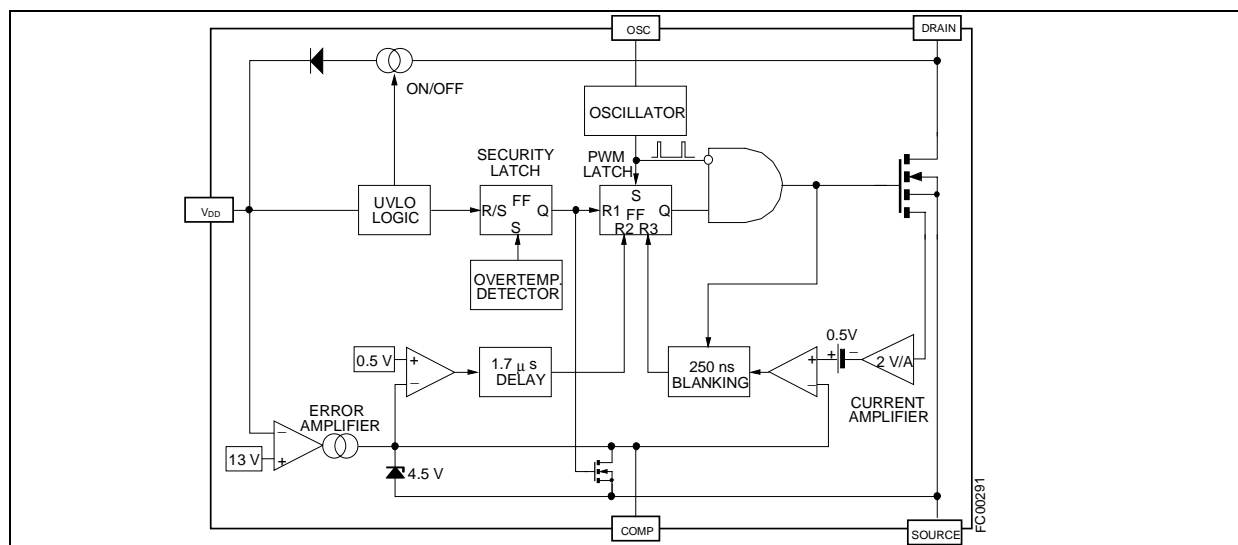 OSC
DRAIN
ON/OFF
OSCILLATOR
SECURITY
LATCH
PWM
LATCH
VDD
UVLO
LOGIC
R/S
FF
Q
S
S
R1
FF
Q
R2 R3
OVERTEMP.
DETECTOR
0.5 V
+
−
1.7 μ s
DELAY
250 ns
BLANKING
+
−
0.5V
+
−
2 V/A
CURRENT
AMPLIFIER
ERROR
AMPLIFIER
−
+
13 V
4.5 V
COMP
SOURCE
FC00291